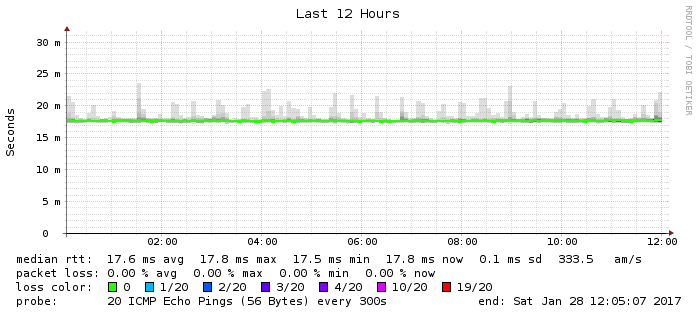 Last 12 Hours
RRDTOOL / TOBI OETIKER
Seconds
30 m
25 m
20 m
15 m
10 m
5 m
0
02:00 04:00 06:00 08:00 10:00 12:00
median rtt: 17.6 ms avg 17.8 ms max 17.5 ms min 17.8 ms now 0.1 ms sd 333.5 am/s
packet loss: 0.00 % avg 0.00 % max 0.00 % min 0.00 % now
loss color: 0 1/20 2/20 3/20 4/20 10/20 19/20
probe: 20 ICMP Echo Pings (56 Bytes) every 300s end: Sat Jan 28 12:05:07 2017